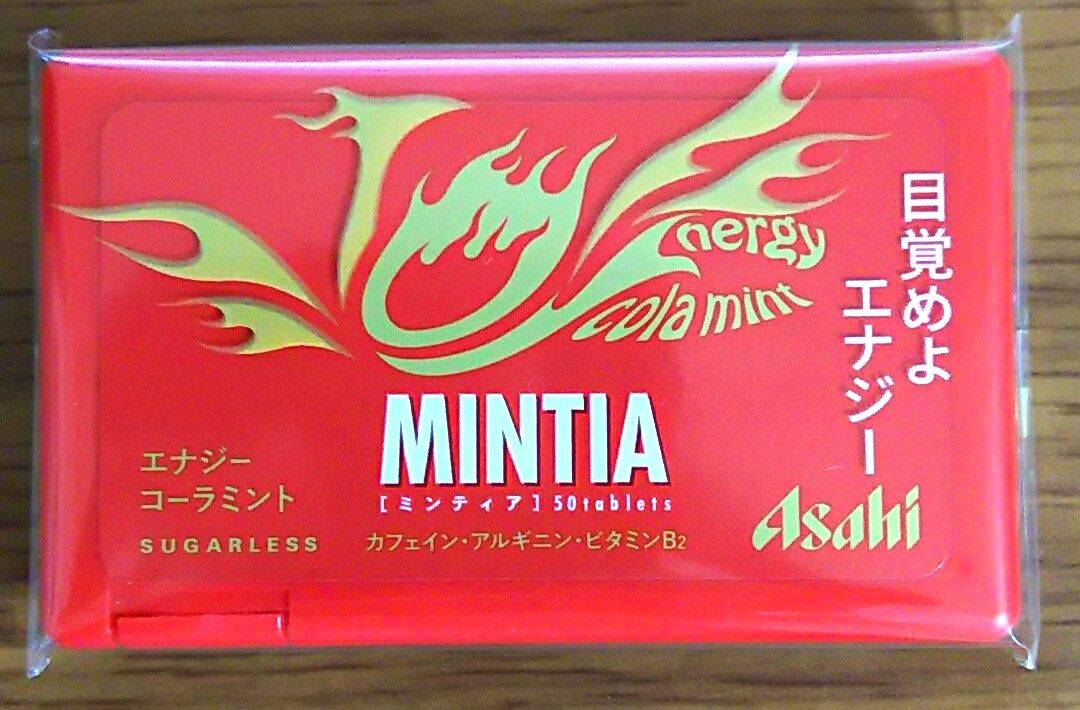 Energy
cola mint
目覚めよ
エナジー
MINTIA
[ミンティア]50tablets
エナジー
コーラミント
SUGARLESS
カフェイン・アルギニン・ビタミンB2
Asahi